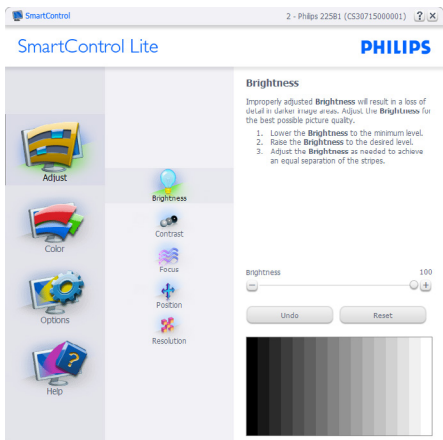 SmartControl
2 - Philips 225B1 (CS30715000001) ? X
SmartControl Lite
PHILIPS
Adjust
Color
Options
Help
Brightness
Contrast
Focus
Position
Resolution
Brightness
Improperly adjusted Brightness will result in a loss of
detail in darker image areas. Adjust the Brightness for
the best possible picture quality.
1. Lower the Brightness to the minimum level.
2. Raise the Brightness to the desired level.
3. Adjust the Brightness as needed to achieve
an equal separation of the stripes.
Brightness 100
Undo Reset